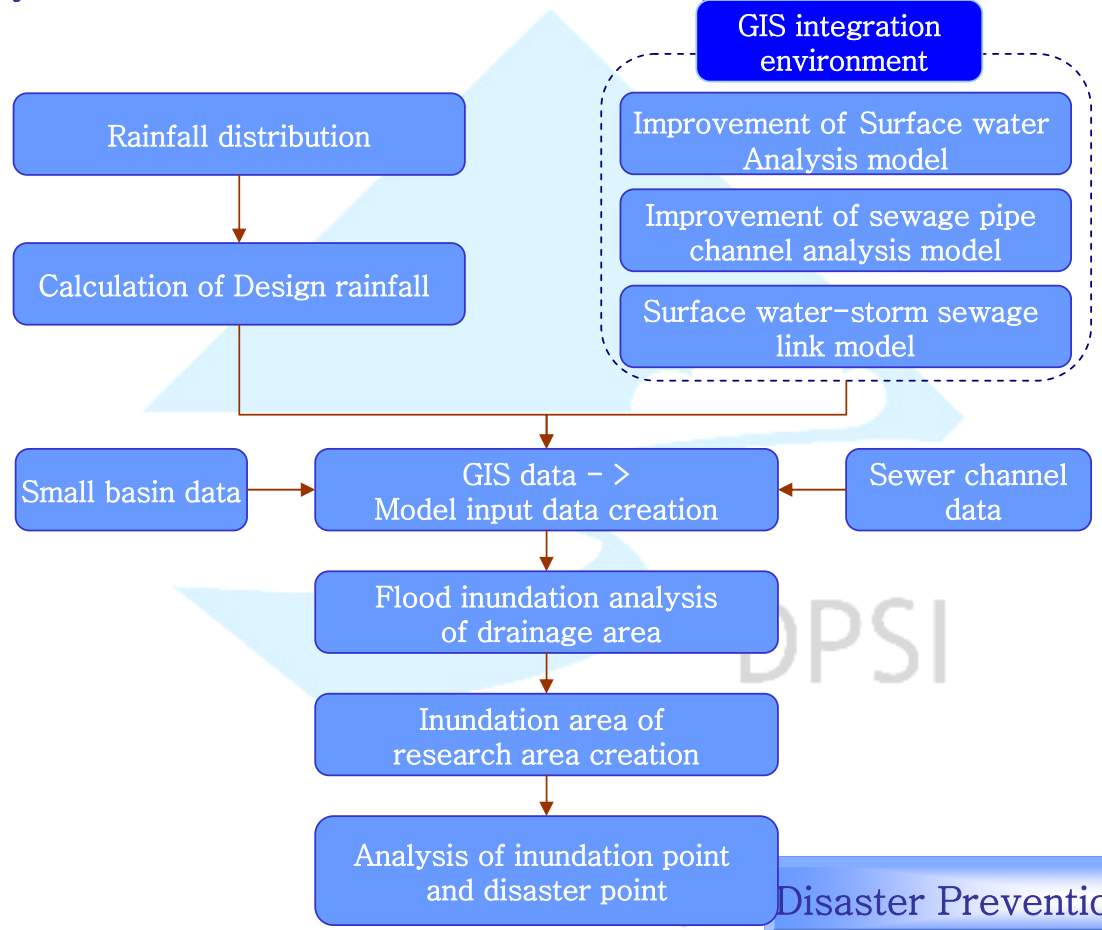 GIS integration
environment
Rainfall distribution
Improvement of Surface water
Analysis model
Improvement of sewage pipe
channel analysis model
Calculation of Design rainfall
Surface water-storm sewage
link model
Small basin data
GIS data - >
Model input data creation
Sewer channel
data
Flood inundation analysis
of drainage area
DPSI
Inundation area of
research area creation
Analysis of inundation point
and disaster point
Disaster Preventio